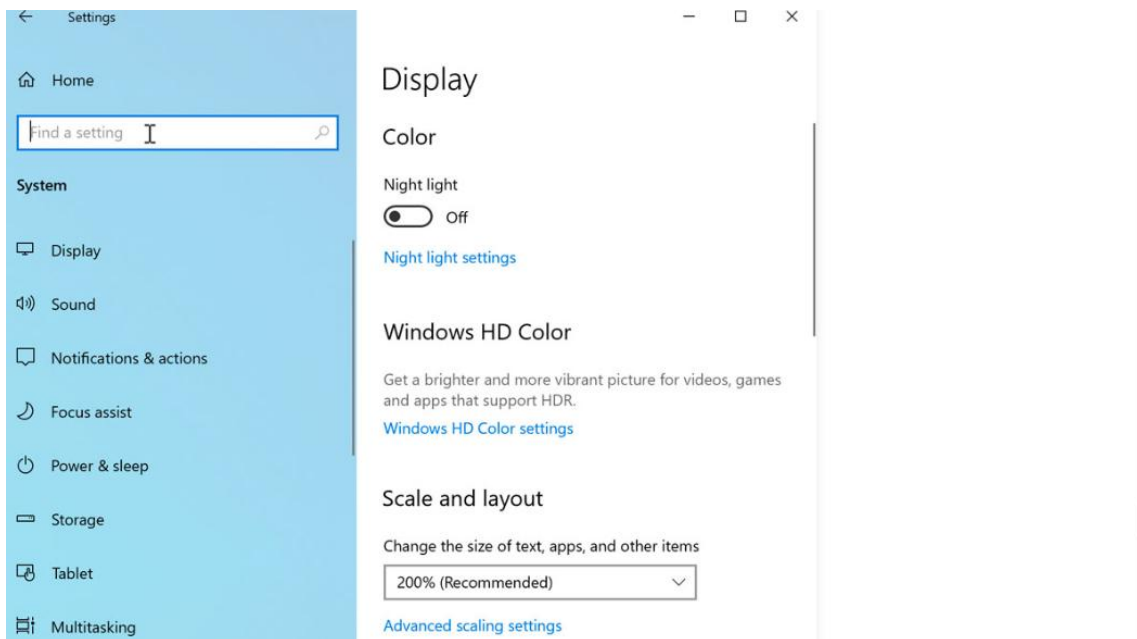 Settings
Home
Find a setting
System
Display
Sound
Notifications & actions
Focus assist
Power & sleep
Storage
Tablet
Multitasking
Display
Color
Night light
Off
Night light settings
Windows HD Color
Get a brighter and more vibrant picture for videos, games
and apps that support HDR.
Windows HD Color settings
Scale and layout
Change the size of text, apps, and other items
200% (Recommended)
Advanced scaling settings